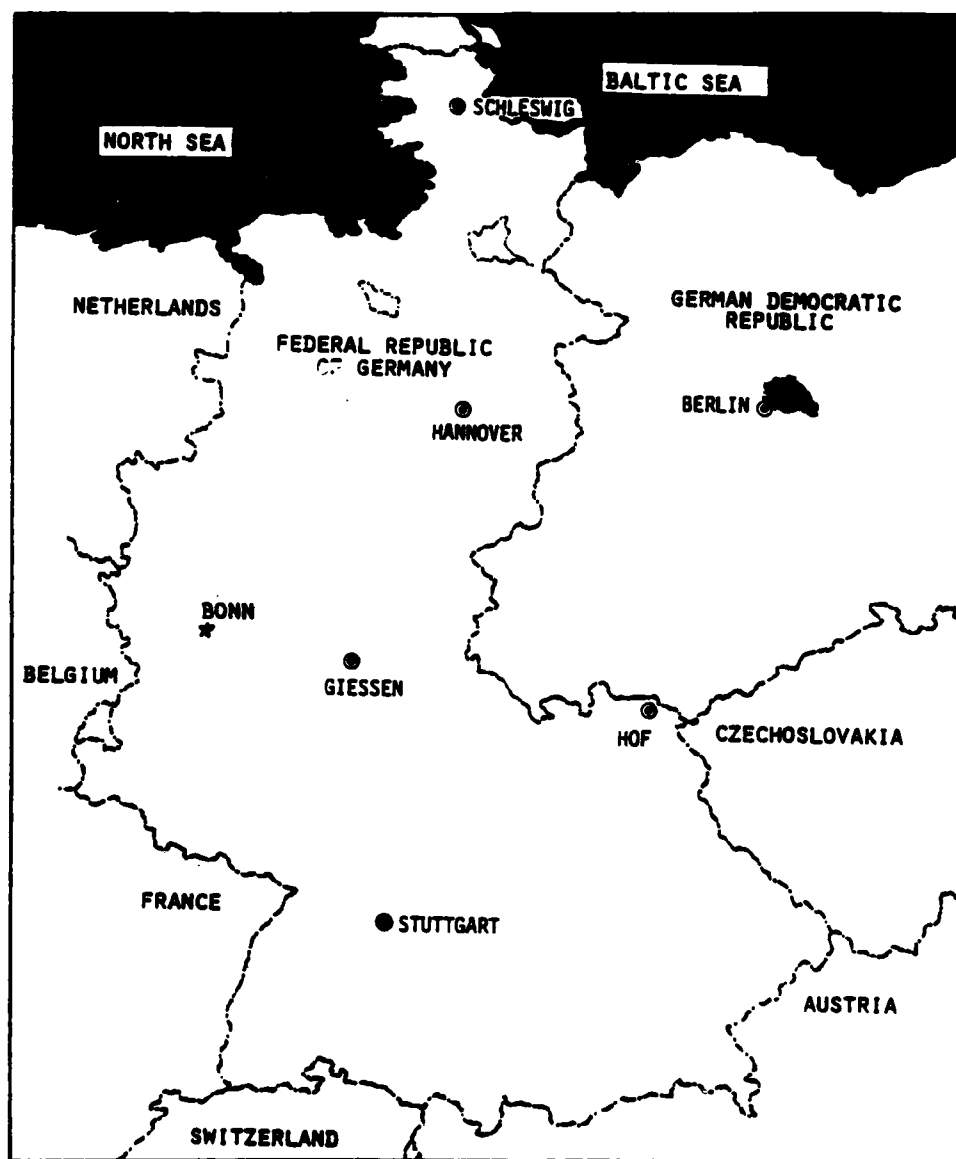 BALTIC SEA
SCHLESWIG
NORTH SEA
NETHERLANDS
GERMAN DEMOCRATIC
REPUBLIC
FEDERAL REPUBLIC
OF GERMANY
BERLIN
HANNOVER
BONN
BELGIUM
GIESSEN
HOF
CZECHOSLOVAKIA
FRANCE
STUTTGART
AUSTRIA
SWITZERLAND